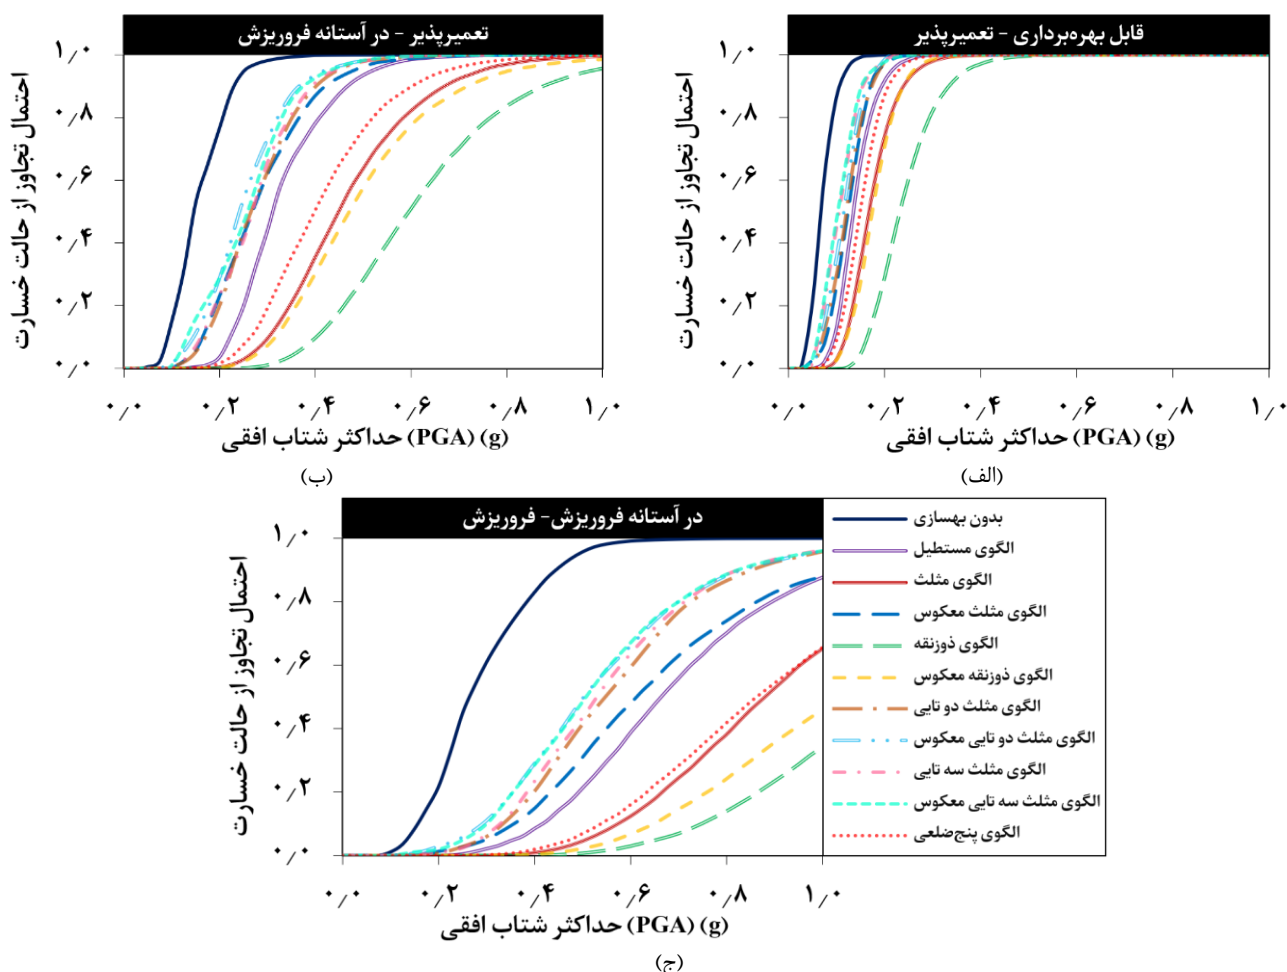 قابل بهره‌برداری - تعمیرپذیر
احتمال تجاوز از حالت خسارت
۱٫۰
۰٫۸
۰٫۶
۰٫۴
۰٫۲
۰٫۰
۰٫۰ ۰٫۲ ۰٫۴ ۰٫۶ ۰٫۸ ۱٫۰
حداکثر شتاب افقی (PGA) (g)
(الف)
تعمیرپذیر - در آستانه فروریزش
احتمال تجاوز از حالت خسارت
۱٫۰
۰٫۸
۰٫۶
۰٫۴
۰٫۲
۰٫۰
۰٫۰ ۰٫۲ ۰٫۴ ۰٫۶ ۰٫۸ ۱٫۰
حداکثر شتاب افقی (PGA) (g)
(ب)
در آستانه فروریزش- فروریزش
احتمال تجاوز از حالت خسارت
۱٫۰
۰٫۸
۰٫۶
۰٫۴
۰٫۲
۰٫۰
۰٫۰ ۰٫۲ ۰٫۴ ۰٫۶ ۰٫۸ ۱٫۰
حداکثر شتاب افقی (PGA) (g)
(ج)
بدون بهسازی
الگوی مستطیل
الگوی مثلث
الگوی مثلث معکوس
الگوی ذوزنقه
الگوی ذوزنقه معکوس
الگوی مثلث دو تایی
الگوی مثلث دو تایی معکوس
الگوی مثلث سه تایی
الگوی مثلث سه تایی معکوس
الگوی پنج‌ضلعی